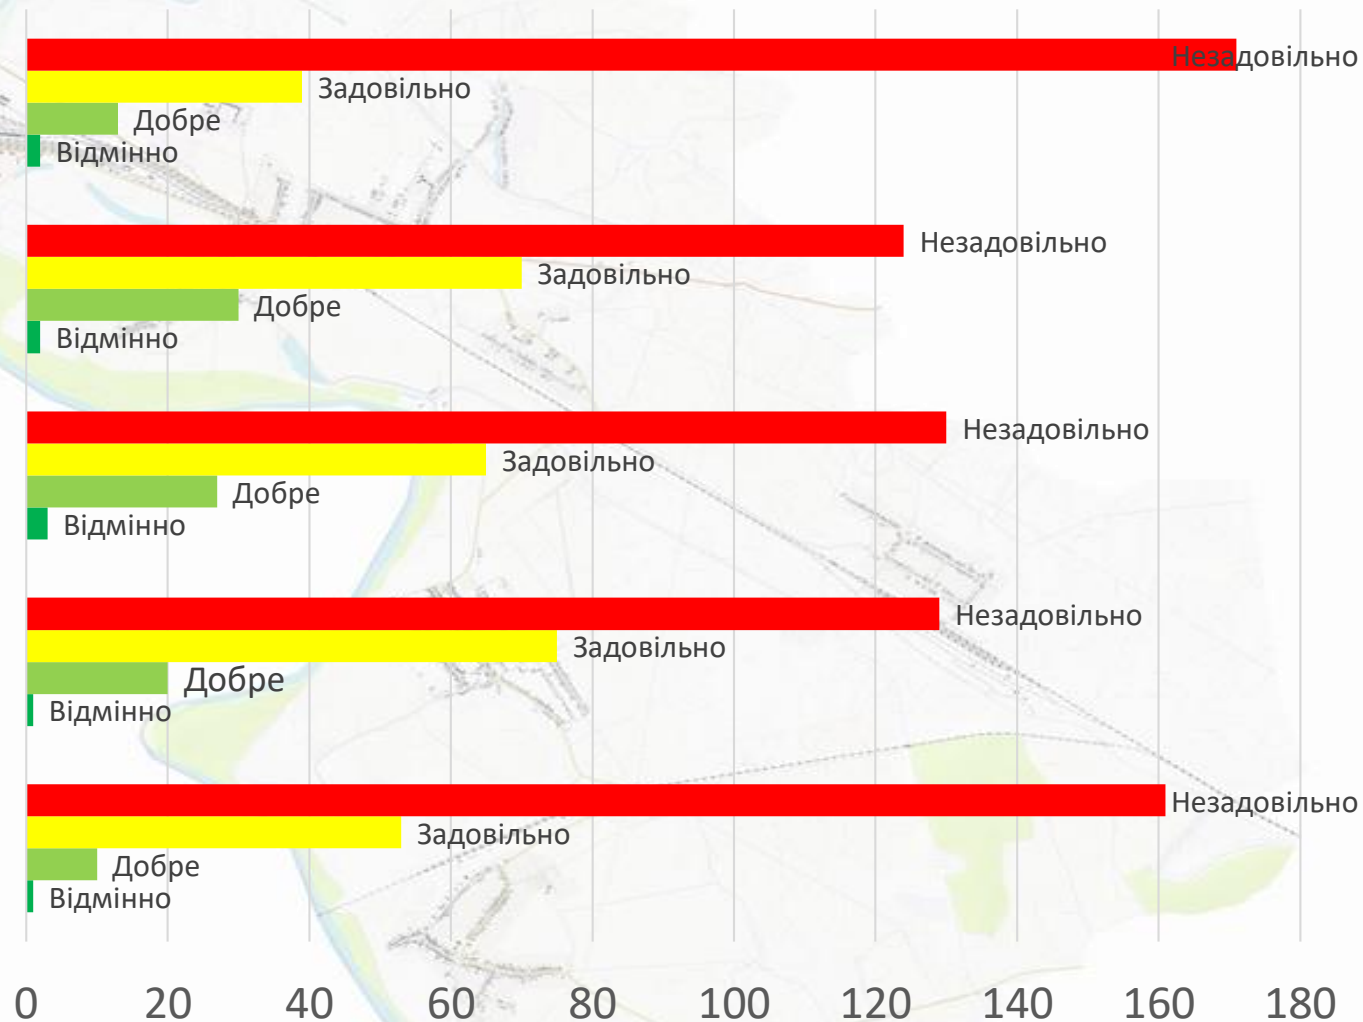 Незадовільно
Задовільно
Добре
Відмінно
Незадовільно
Задовільно
Добре
Відмінно
Незадовільно
Задовільно
Добре
Відмінно
Незадовільно
Задовільно
Добре
Відмінно
Незадовільно
Задовільно
Добре
Відмінно
0 20 40 60 80 100 120 140 160 180